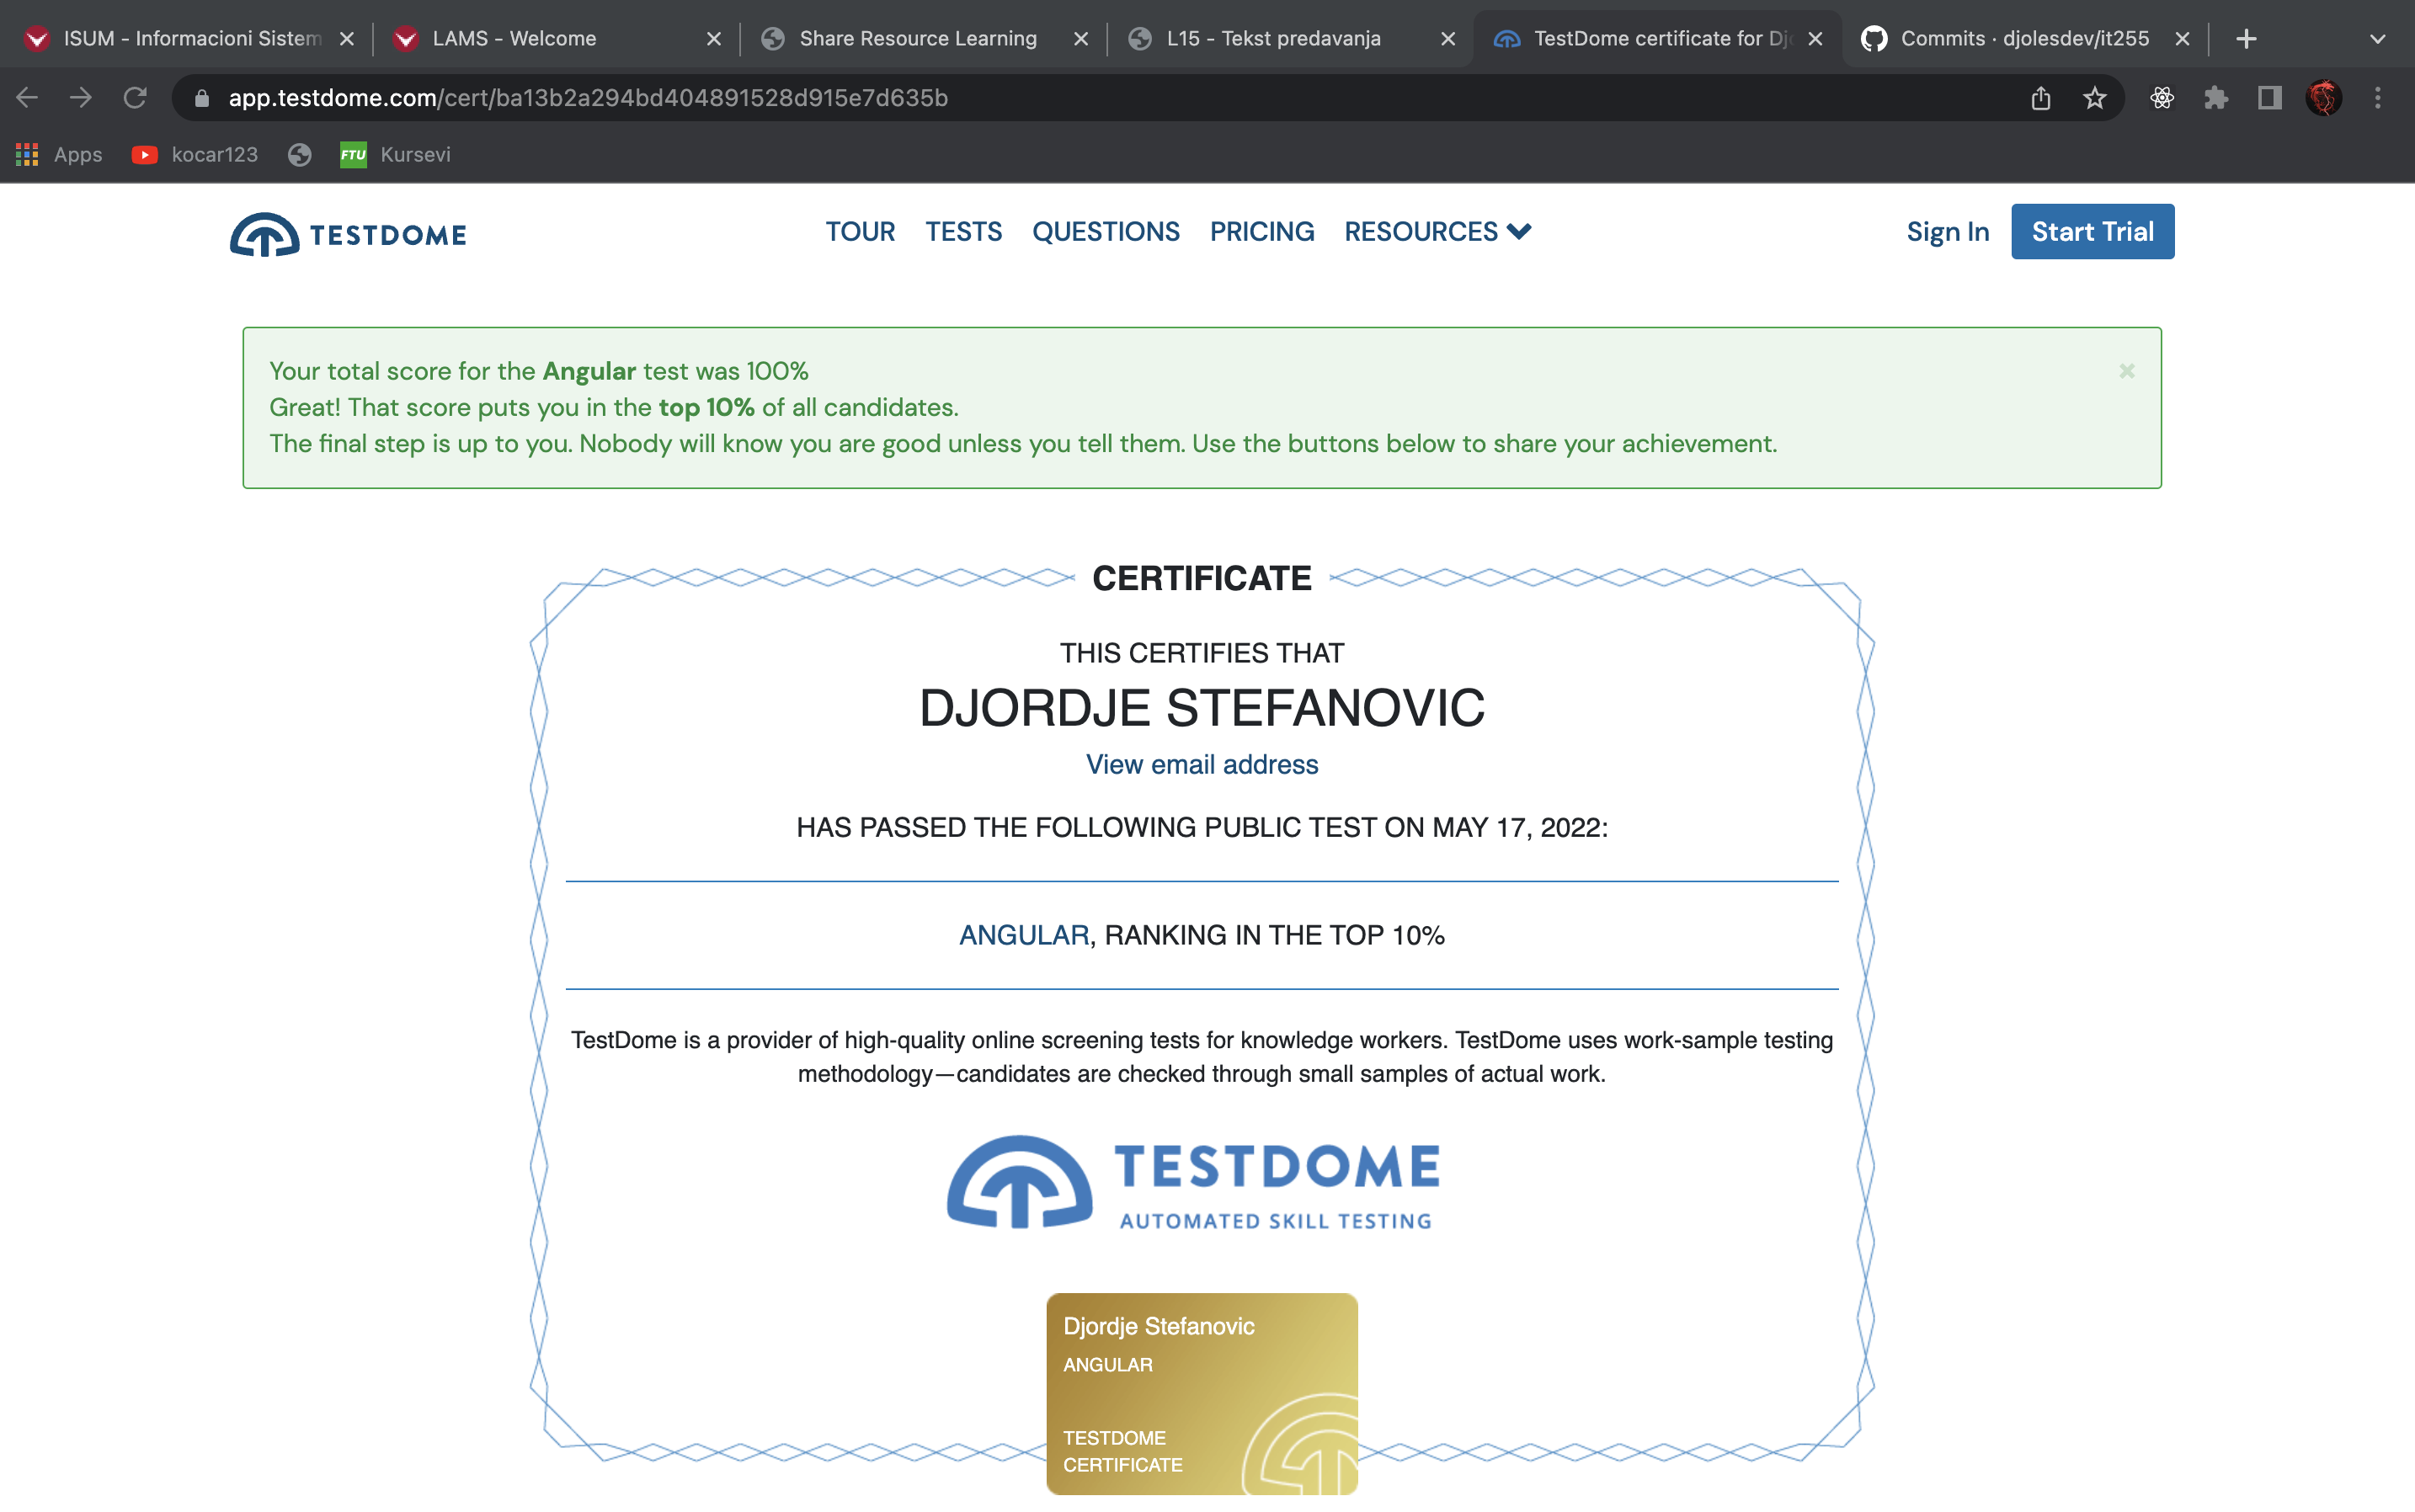 ISUM - Informacioni Sistem
LAMS - Welcome
Share Resource Learning
L15 - Tekst predavanja
TestDome certificate for Djo
Commits · djolesdev/it255
app.testdome.com/cert/ba13b2a294bd404891528d915e7d635b
Apps
kocar123
FTU
Kursevi
TESTDOME
TOUR
TESTS
QUESTIONS
PRICING
RESOURCES
Sign In
Start Trial
Your total score for the Angular test was 100%
Great! That score puts you in the top 10% of all candidates.
The final step is up to you. Nobody will know you are good unless you tell them. Use the buttons below to share your achievement.
CERTIFICATE
THIS CERTIFIES THAT
DJORDJE STEFANOVIC
View email address
HAS PASSED THE FOLLOWING PUBLIC TEST ON MAY 17, 2022:
ANGULAR, RANKING IN THE TOP 10%
TestDome is a provider of high-quality online screening tests for knowledge workers. TestDome uses work-sample testing
methodology—candidates are checked through small samples of actual work.
TESTDOME
AUTOMATED SKILL TESTING
Djordje Stefanovic
ANGULAR
TESTDOME
CERTIFICATE